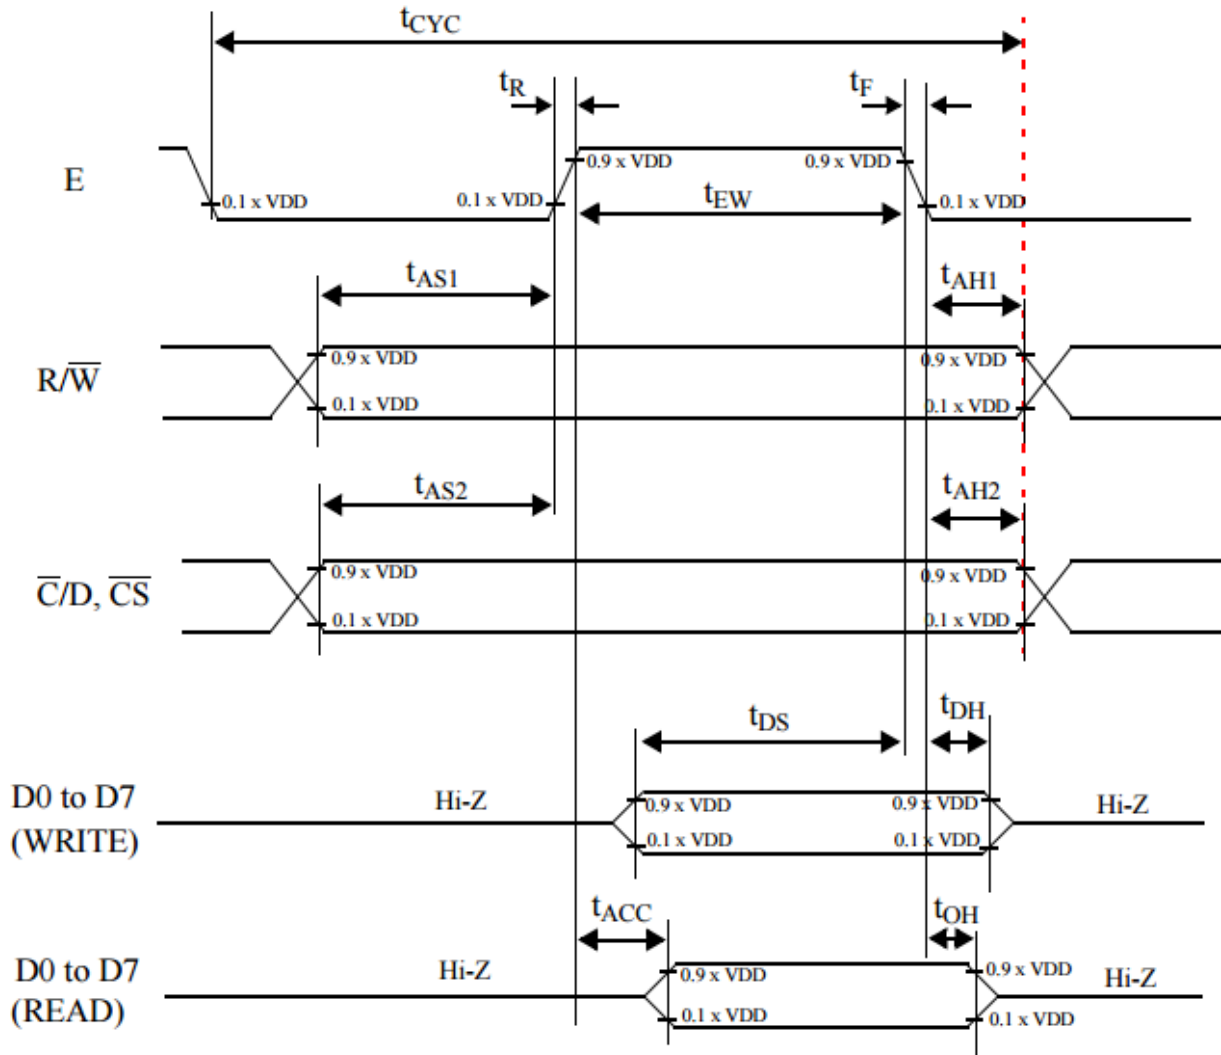 tCYC
tR
tF
E
0.9 x VDD
0.9 x VDD
0.1 x VDD
0.1 x VDD
tEW
0.1 x VDD
tAS1
tAH1
R/W̅
0.9 x VDD
0.9 x VDD
0.1 x VDD
0.1 x VDD
tAS2
tAH2
C̅/D, C̅S̅
0.9 x VDD
0.9 x VDD
0.1 x VDD
0.1 x VDD
tDS
tDH
D0 to D7
(WRITE)
Hi-Z
0.9 x VDD
0.9 x VDD
Hi-Z
0.1 x VDD
0.1 x VDD
tACC
tOH
D0 to D7
(READ)
Hi-Z
0.9 x VDD
0.9 x VDD
Hi-Z
0.1 x VDD
0.1 x VDD